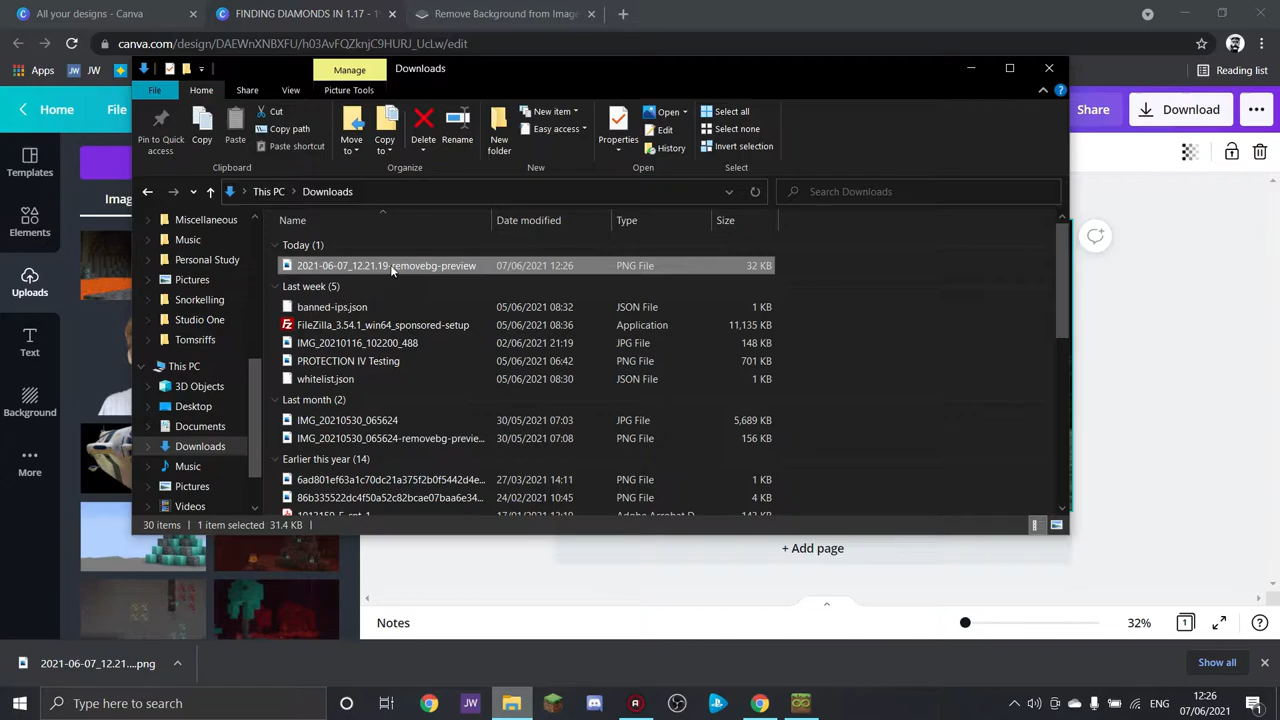 All your designs - Canva
FINDING DIAMONDS IN 1.17 - 1
Remove Background from Image
canva.com/design/DAEWnXNBXFU/h03AvFQZknjC9HURJ_UcLw/edit
Apps
JW
JW
Reading list
Manage
Downloads
File
Home
Share
View
Picture Tools
Home
File
Share
Download
Pin to Quick access
Copy
Paste
Cut
Copy path
Paste shortcut
Move to
Copy to
Delete
Rename
New folder
New item
Easy access
Properties
Open
Edit
History
Select all
Select none
Invert selection
Clipboard
Organize
New
Open
Select
This PC
Downloads
Search Downloads
Templates
Elements
Uploads
Text
Background
More
Imag
Miscellaneous
Music
Personal Study
Pictures
Snorkelling
Studio One
Tomsriffs
This PC
3D Objects
Desktop
Documents
Downloads
Music
Pictures
Videos
Name
Date modified
Type
Size
Today (1)
2021-06-07_12.21.19-removebg-preview 07/06/2021 12:26 PNG File 32 KB
Last week (5)
banned-ips.json 05/06/2021 08:32 JSON File 1 KB
FileZilla_3.54.1_win64_sponsored-setup 05/06/2021 08:36 Application 11,135 KB
IMG_20210116_102200_488 02/06/2021 21:19 JPG File 148 KB
PROTECTION IV Testing 05/06/2021 06:42 PNG File 701 KB
whitelist.json 05/06/2021 08:30 JSON File 1 KB
Last month (2)
IMG_20210530_065624 30/05/2021 07:03 JPG File 5,689 KB
IMG_20210530_065624-removebg-previe... 30/05/2021 07:08 PNG File 156 KB
Earlier this year (14)
6ad801ef63a1c70dc21a375f2b0f5442d4e... 27/03/2021 14:11 PNG File 1 KB
86b335522dc4f50a52c82bcae07baa6e34... 24/02/2021 10:45 PNG File 4 KB
30 items
1 item selected 31.4 KB
+ Add page
Notes
32%
1
2021-06-07_12.21....png
Show all
Type here to search
JW
ENG
12:26
07/06/2021
1